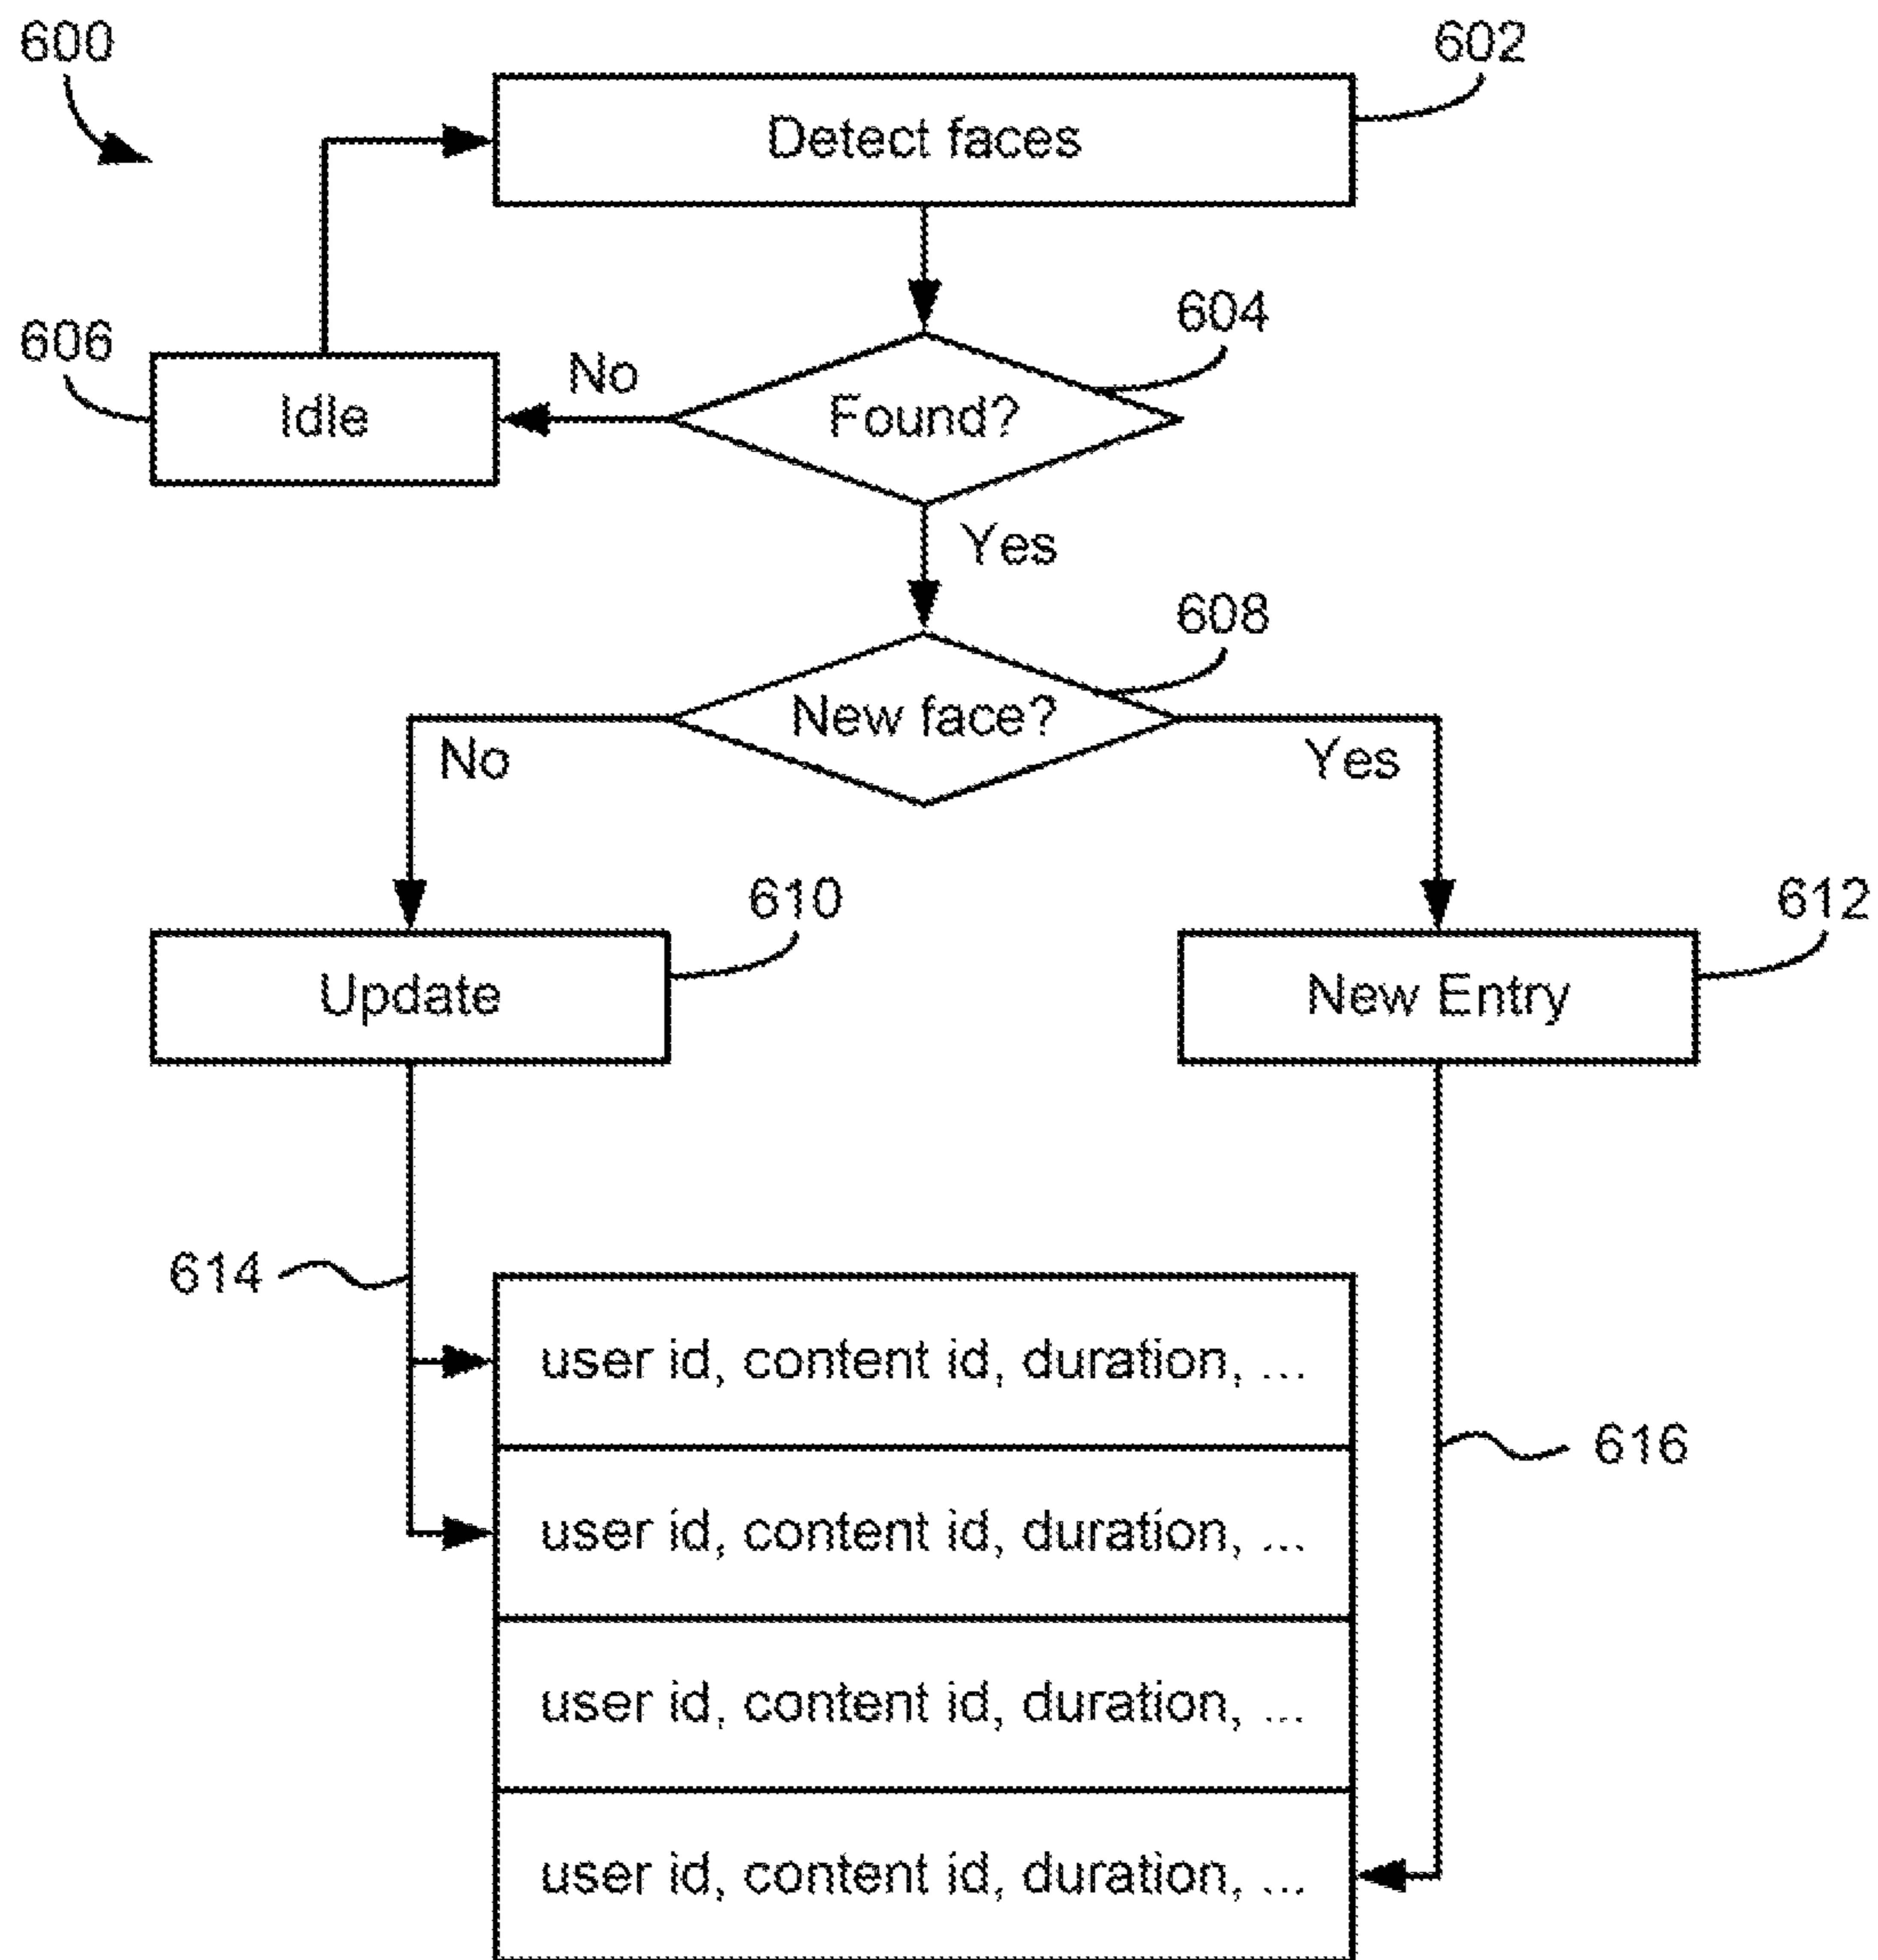 600
602
Detect faces
604
606
No
Idle
Found?
Yes
608
New face?
No
Yes
610
612
Update
New Entry
614
user id, content id, duration, ...
616
user id, content id, duration, ...
user id, content id, duration, ...
user id, content id, duration, ...